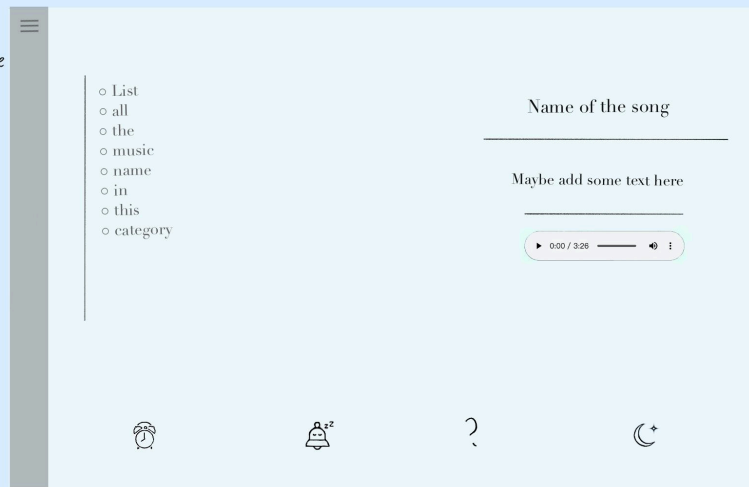 List
all
the
music
name
in
this
category
Name of the song
Maybe add some text here
0:00 / 3:26
zZ
?